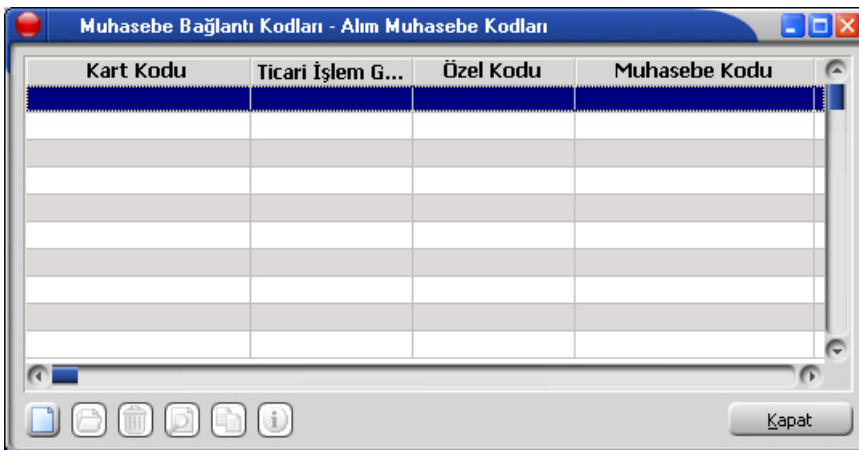 Muhasebe Bağlantı Kodları - Alım Muhasebe Kodları
Kart Kodu Ticari İşlem G... Özel Kodu Muhasebe Kodu
Kapat